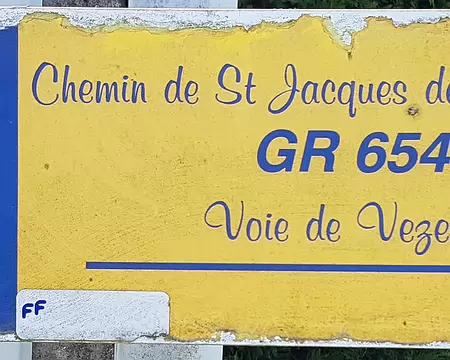 Chemin de St Jacques de
GR 654
Voie de Veze
FF